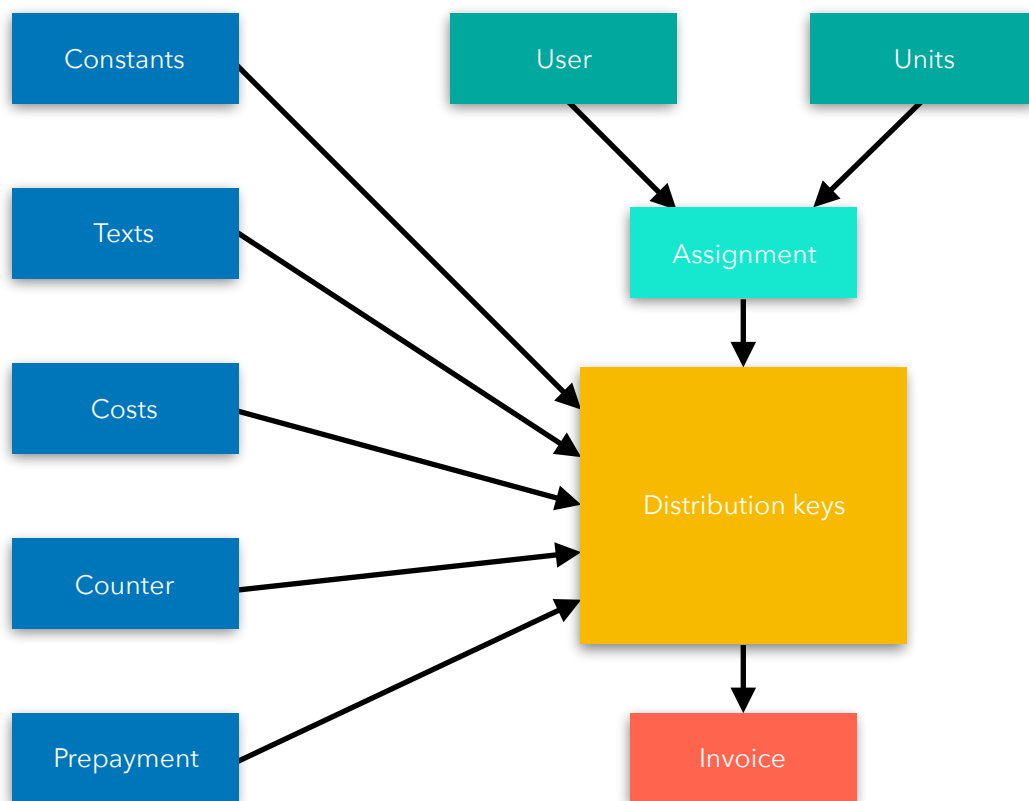 Constants
User
Units
Texts
Assignment
Costs
Distribution keys
Counter
Prepayment
Invoice